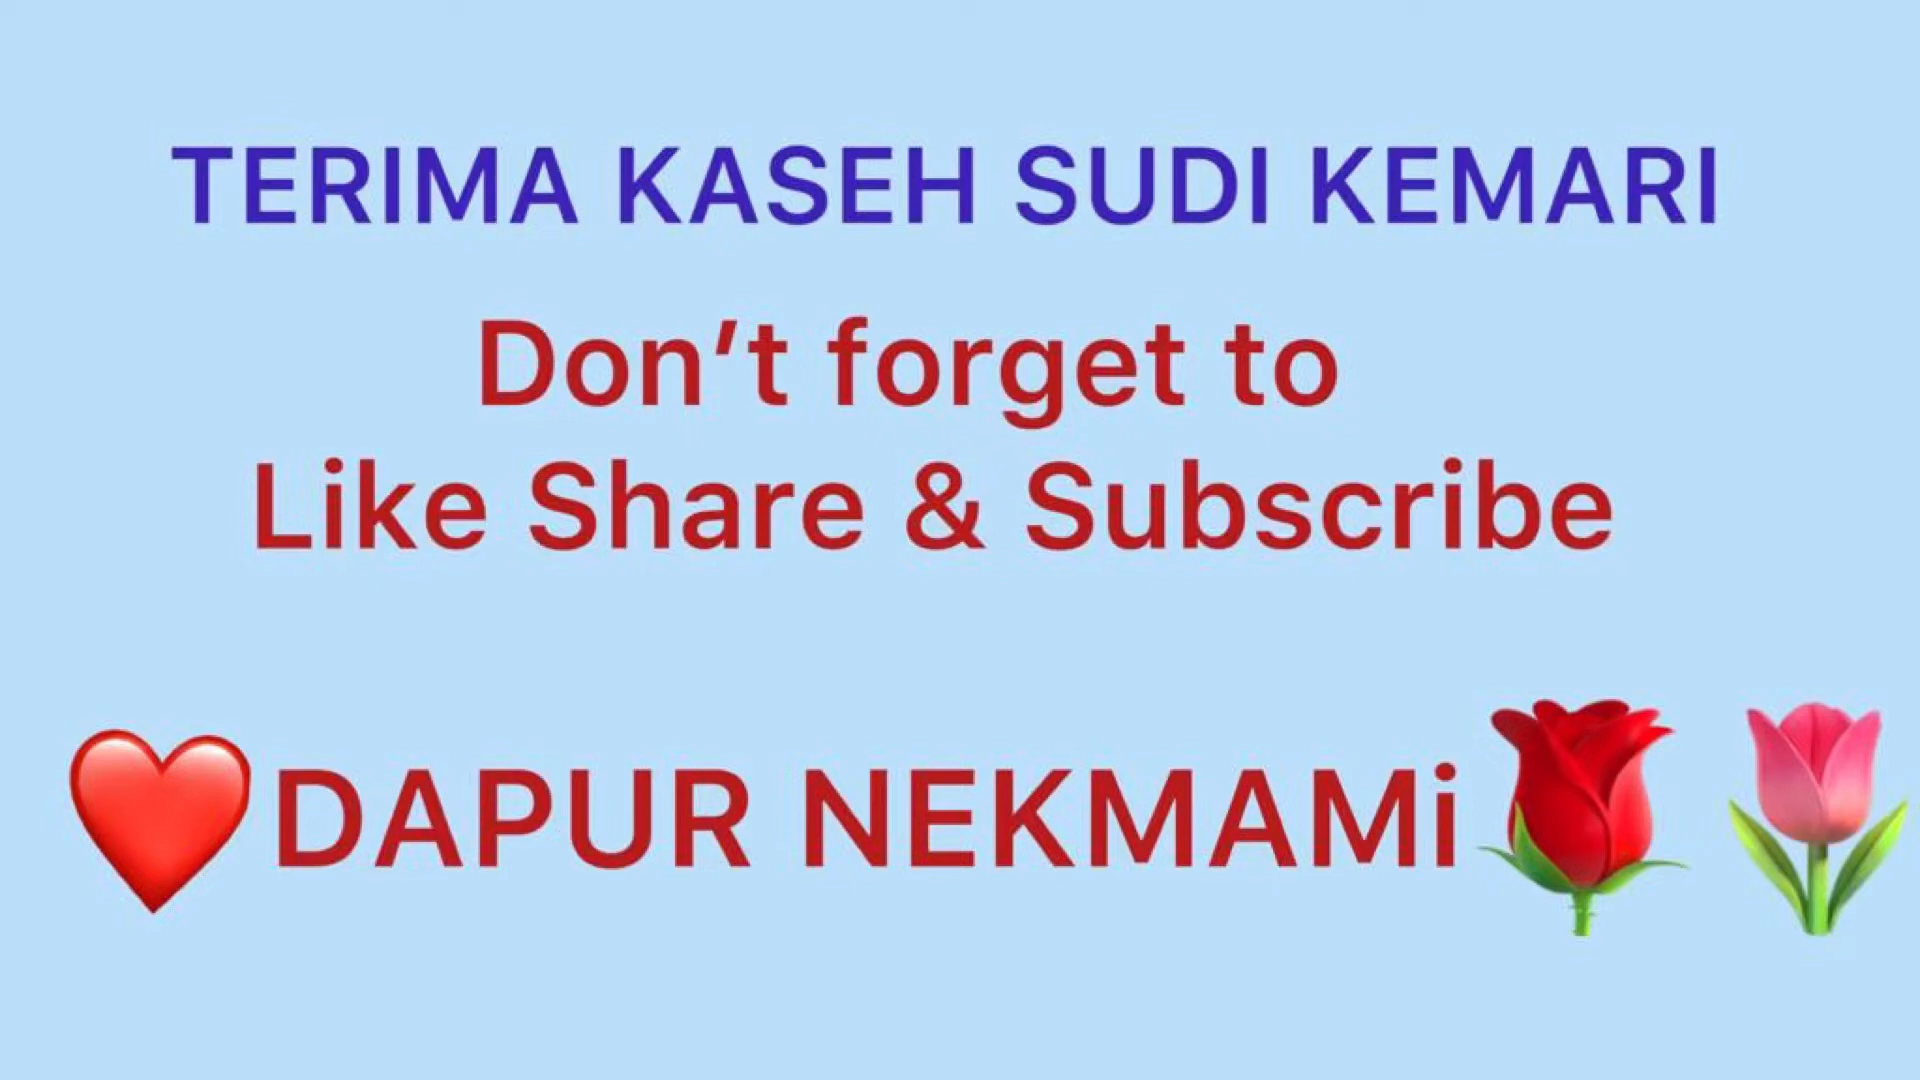 TERIMA KASEH SUDI KEMARI
Don’t forget to
Like Share & Subscribe
❤️DAPUR NEKMAMi🌹🌷